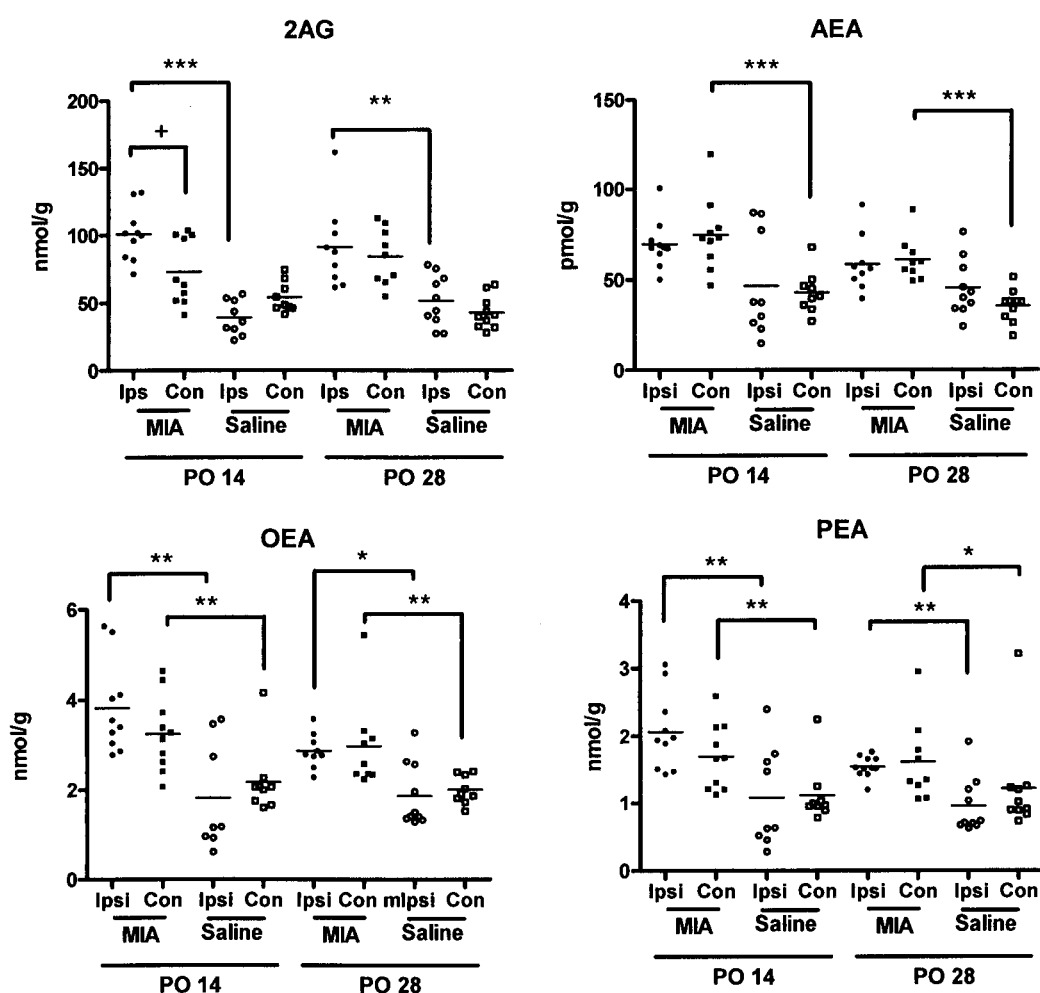 2AG
***
**
+
200
150
100
50
0
nmol/g
Ips Con Ips Con Ips Con Ips Con
MIA Saline MIA Saline
PO 14 PO 28
AEA
***
***
150
100
50
0
pmol/g
Ipsi Con Ipsi Con Ipsi Con Ipsi Con
MIA Saline MIA Saline
PO 14 PO 28
OEA
** *
** **
6
4
2
0
nmol/g
Ipsi Con Ipsi Con Ipsi Con mIpsi Con
MIA Saline MIA Saline
PO 14 PO 28
PEA
** *
** **
4
3
2
1
0
nmol/g
Ipsi Con Ipsi Con Ipsi Con Ipsi Con
MIA Saline MIA Saline
PO 14 PO 28